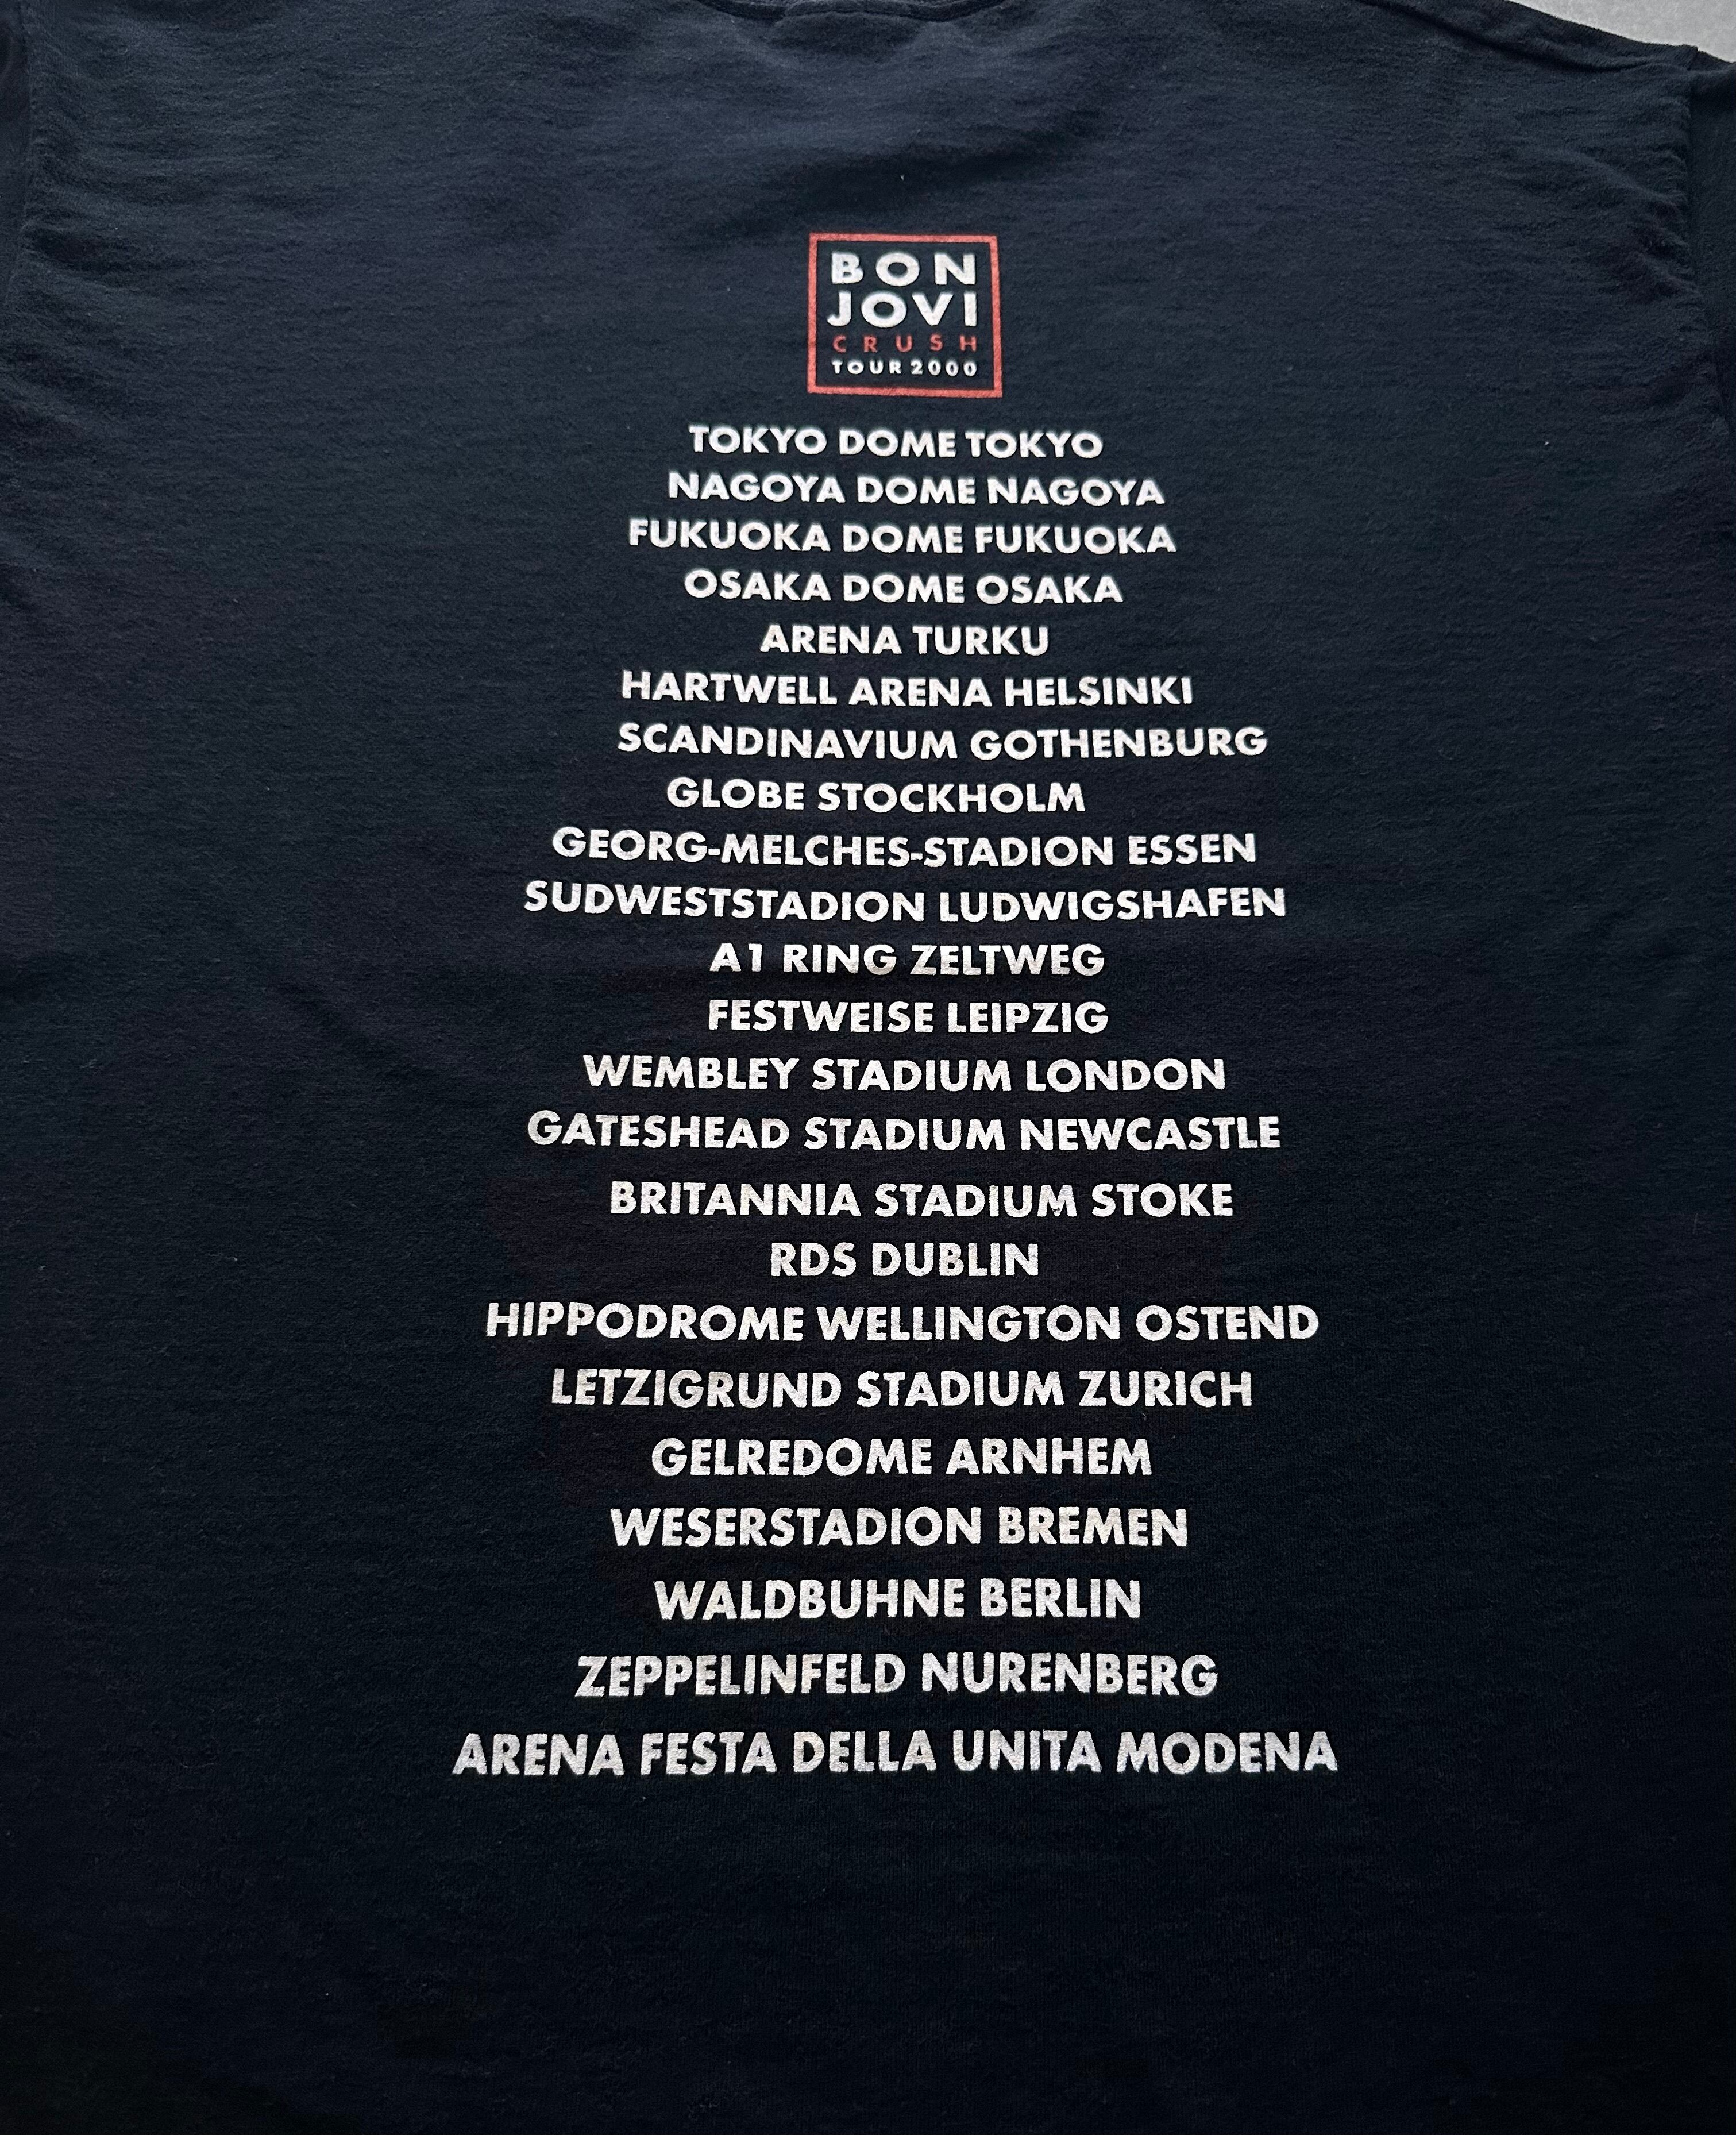 BON
JOVI
CRUSH
TOUR 2000
TOKYO DOME TOKYO
NAGOYA DOME NAGOYA
FUKUOKA DOME FUKUOKA
OSAKA DOME OSAKA
ARENA TURKU
HARTWELL ARENA HELSINKI
SCANDINAVIUM GOTHENBURG
GLOBE STOCKHOLM
GEORG-MELCHES-STADION ESSEN
SUDWESTSTADION LUDWIGSHAFEN
A1 RING ZELTWEG
FESTWEISE LEIPZIG
WEMBLEY STADIUM LONDON
GATESHEAD STADIUM NEWCASTLE
BRITANNIA STADIUM STOKE
RDS DUBLIN
HIPPODROME WELLINGTON OSTEND
LETZIGRUND STADIUM ZURICH
GELREDOME ARNHEM
WESERSTADION BREMEN
WALDBUHNE BERLIN
ZEPPELINFELD NURENBERG
ARENA FESTA DELLA UNITA MODENA